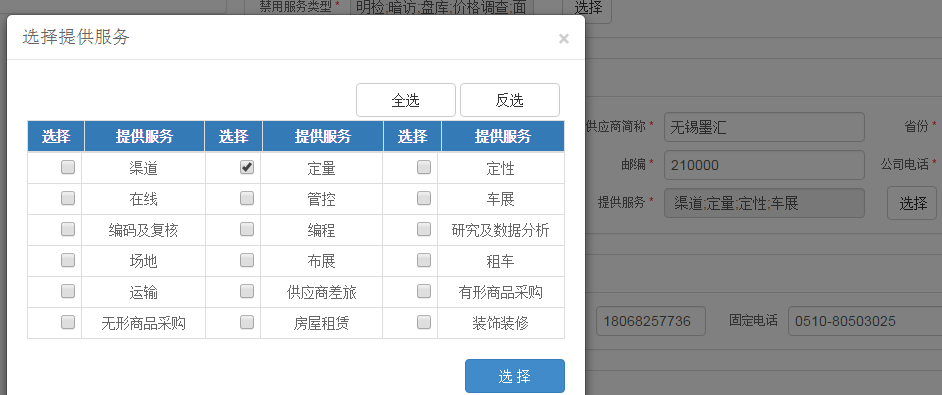 禁用服务类型 * 明检;暗访;盘库;价格调查;面 选择
选择提供服务 ×
全选 反选
选择 提供服务 选择 提供服务 选择 提供服务
渠道 定量 定性
在线 管控 车展
编码及复核 编程 研究及数据分析
场地 布展 租车
运输 供应商差旅 有形商品采购
无形商品采购 房屋租赁 装饰装修
选 择
供应商简称 * 无锡墨汇 省份 *
邮编 * 210000 公司电话 *
提供服务 * 渠道;定量;定性;车展 选择
18068257736 固定电话 0510-80503025